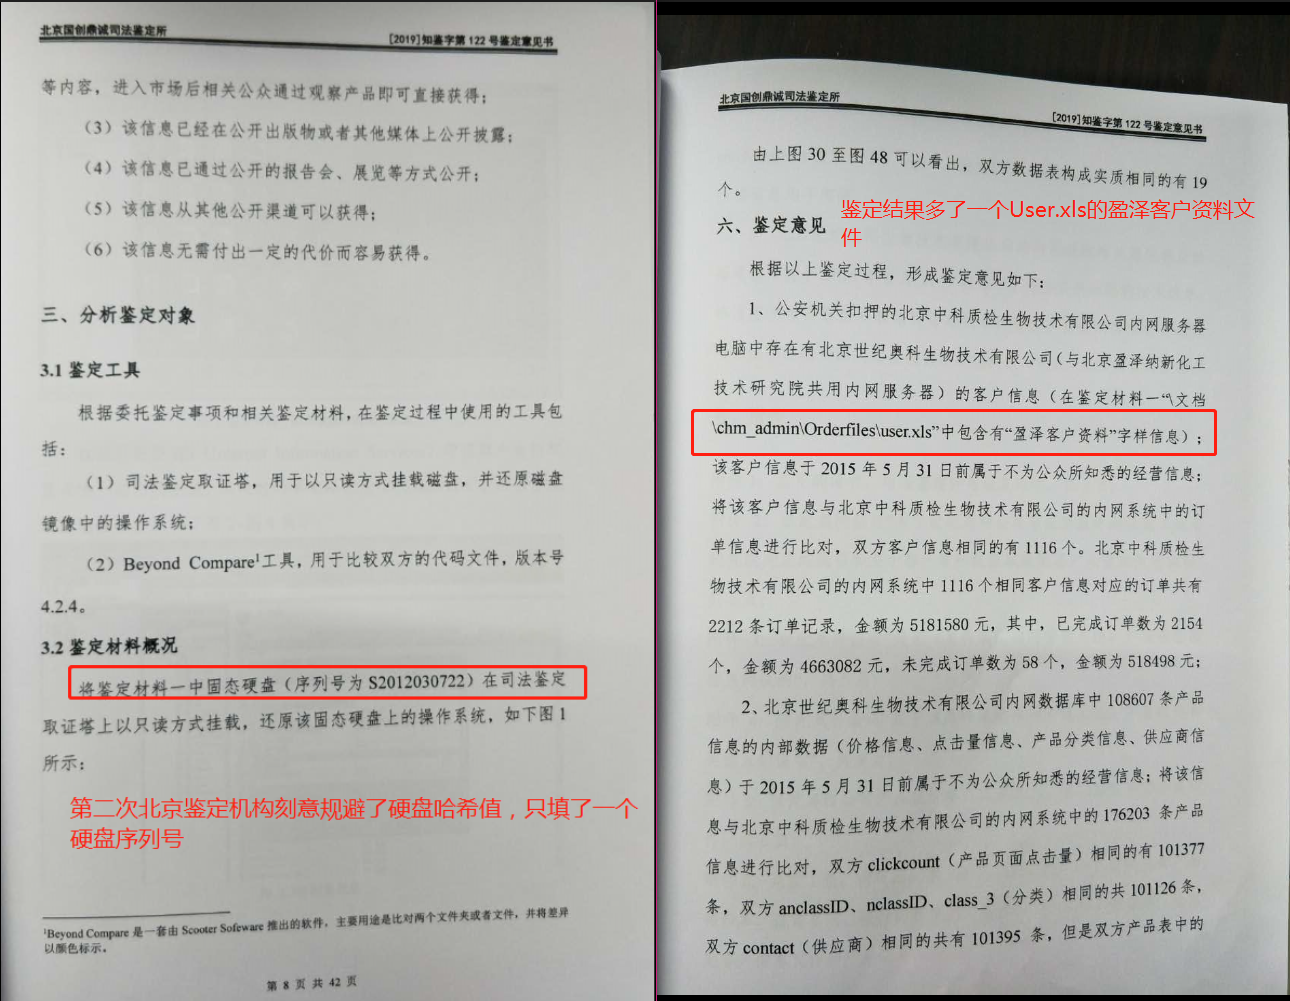 北京国创鼎诚司法鉴定所
[2019]知鉴字第 122 号鉴定意见书
等内容，进入市场后相关公众通过观察产品即可直接获得；
（3）该信息已经在公开出版物或者其他媒体上公开披露；
（4）该信息已通过公开的报告会、展览等方式公开；
（5）该信息从其他公开渠道可以获得；
（6）该信息无需付出一定的代价而容易获得。
三、分析鉴定对象
3.1 鉴定工具
根据委托鉴定事项和相关鉴定材料，在鉴定过程中使用的工具包
括：
（1）司法鉴定取证塔，用于以只读方式挂载磁盘，并还原磁盘
镜像中的操作系统；
（2）Beyond Compare¹工具，用于比较双方的代码文件，版本号
4.2.4。
3.2 鉴定材料概况
将鉴定材料一中固态硬盘（序列号为 S2012030722）在司法鉴定
取证塔上以只读方式挂载，还原该固态硬盘上的操作系统，如下图 1
所示：
第二次北京鉴定机构刻意规避了硬盘哈希值，只填了一个
硬盘序列号
¹Beyond Compare 是一套由 Scooter Sofeware 推出的软件，主要用途是比对两个文件夹或者文件，并将差异
以颜色标示。
第 8 页 共 42 页
北京国创鼎诚司法鉴定所
[2019]知鉴字第 122 号鉴定意见书
由上图 30 至图 48 可以看出，双方数据表构成实质相同的有 19
个。
六、鉴定意见
鉴定结果多了一个User.xls的盈泽客户资料文
件
根据以上鉴定过程，形成鉴定意见如下：
1、公安机关扣押的北京中科质检生物技术有限公司内网服务器
电脑中存在有北京世纪奥科生物技术有限公司（与北京盈泽纳新化工
技术研究院共用内网服务器）的客户信息（在鉴定材料一“\文档
\chm_admin\Orderfiles\user.xls”中包含有“盈泽客户资料”字样信息）；
该客户信息于 2015 年 5 月 31 日前属于不为公众所知悉的经营信息；
将该客户信息与北京中科质检生物技术有限公司的内网系统中的订
单信息进行比对，双方客户信息相同的有 1116 个。北京中科质检生
物技术有限公司的内网系统中 1116 个相同客户信息对应的订单共有
2212 条订单记录，金额为 5181580 元，其中，已完成订单数为 2154
个，金额为 4663082 元，未完成订单数为 58 个，金额为 518498 元；
2、北京世纪奥科生物技术有限公司内网数据库中 108607 条产品
信息的内部数据（价格信息、点击量信息、产品分类信息、供应商信
息）于 2015 年 5 月 31 日前属于不为公众所知悉的经营信息；将该信
息与北京中科质检生物技术有限公司的内网系统中的 176203 条产品
信息进行比对，双方 clickcount（产品页面点击量）相同的有 101377
条，双方 anclassID、nclassID、class_3（分类）相同的共 101126 条，
双方 contact（供应商）相同的共有 101395 条，但是双方产品表中的